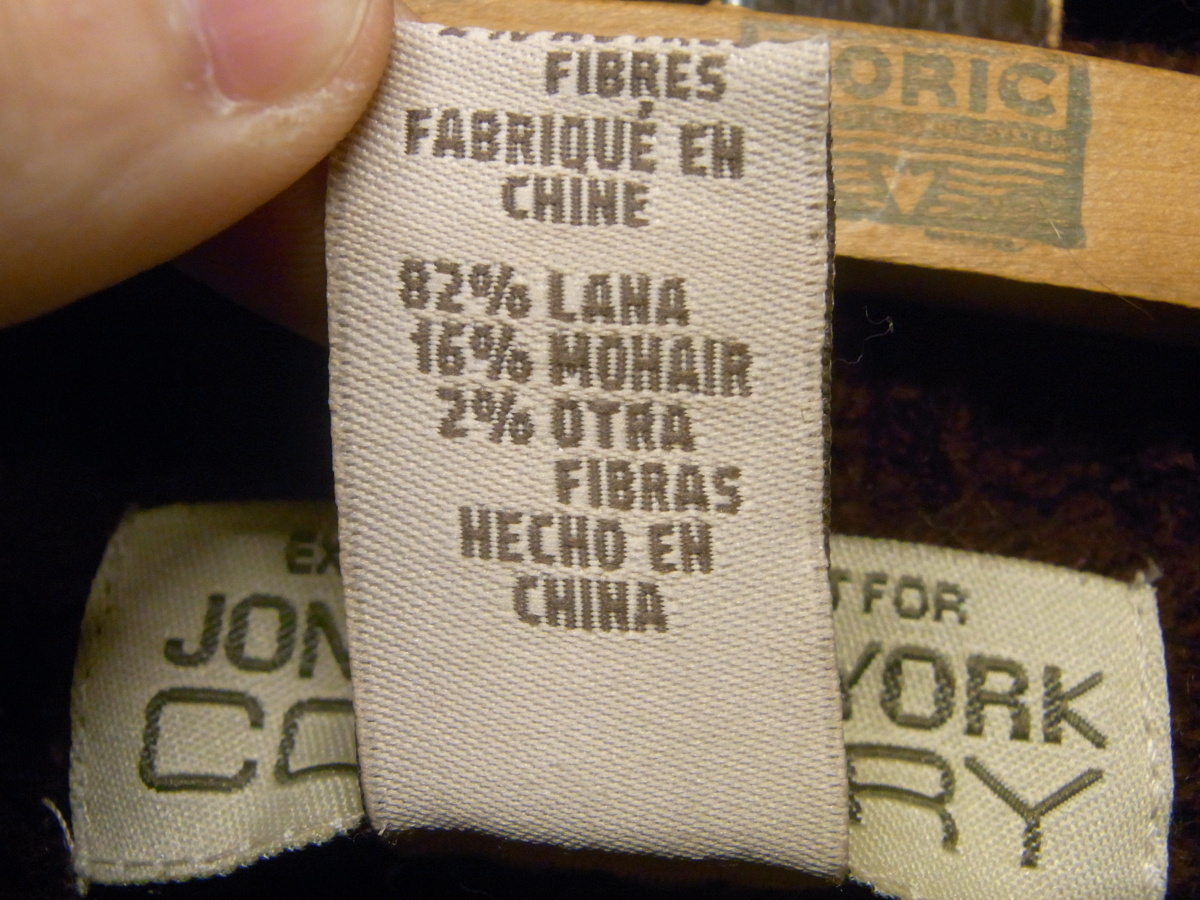 FIBRES
FABRIQUÉ EN
CHINE
82% LANA
16% MOHAIR
2% OTRA
FIBRAS
HECHO EN
CHINA
ORIC
EX
T FOR
JON
YORK
CO
RY